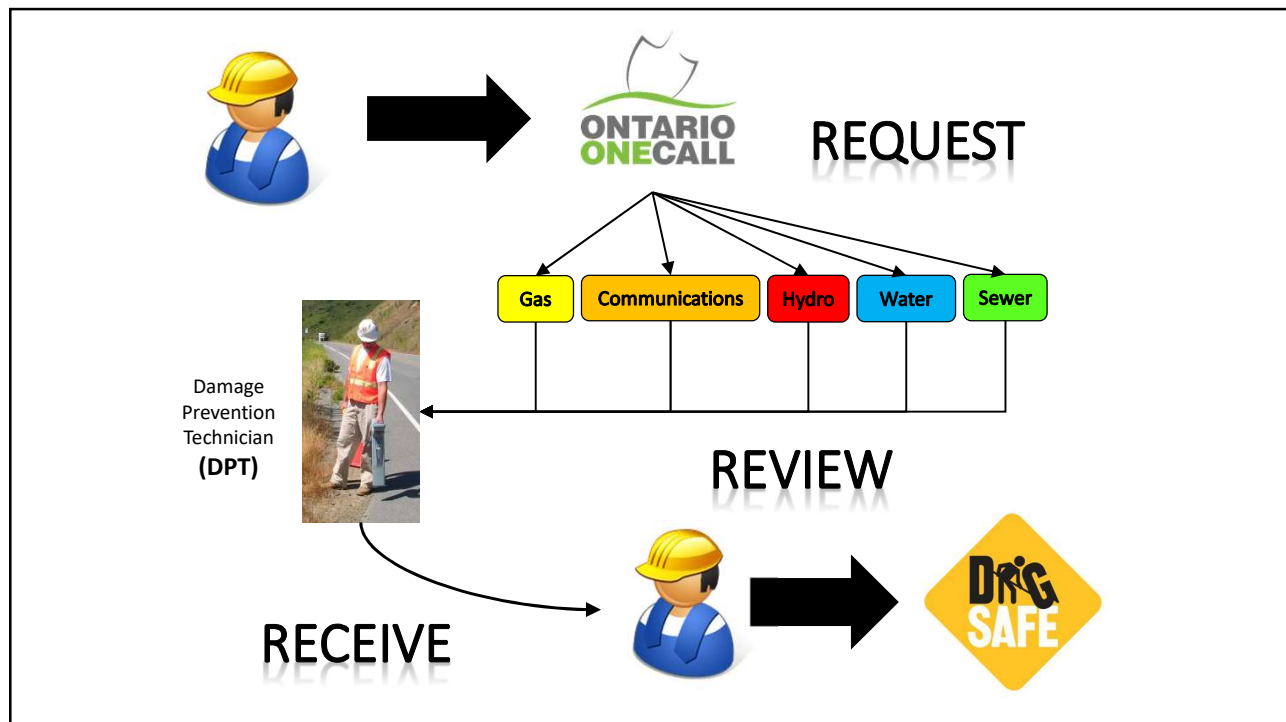 ONTARIO
ONECALL
REQUEST
Gas
Communications
Hydro
Water
Sewer
Damage
Prevention
Technician
(DPT)
REVIEW
DIG
SAFE
RECEIVE